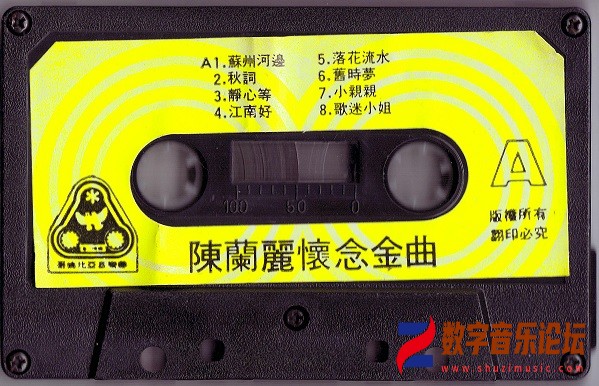 A1.蘇州河邊
2.秋詞
3.靜心等
4.江南好
5.落花流水
6.舊時夢
7.小親親
8.歌迷小姐
A
100 50 0
版權所有
翻印必究
陳蘭麗懷念金曲
数字音乐论坛
www.shuzimusic.com